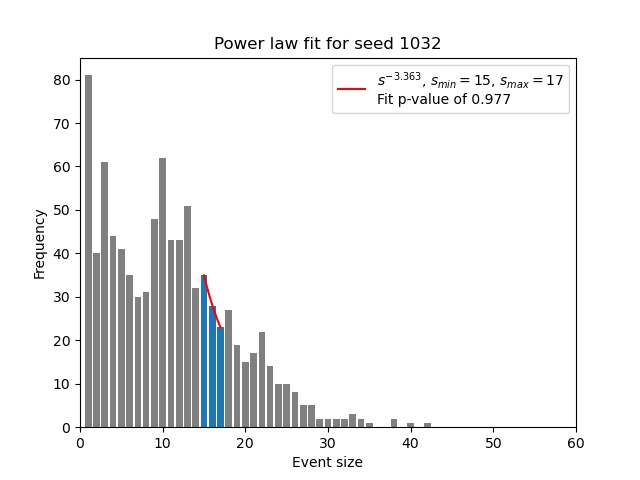 Power law fit for seed 1032
s^{-3.363}, s_{min} = 15, s_{max} = 17
Fit p-value of 0.977
Frequency
80
70
60
50
40
30
20
10
0
0 10 20 30 40 50 60
Event size